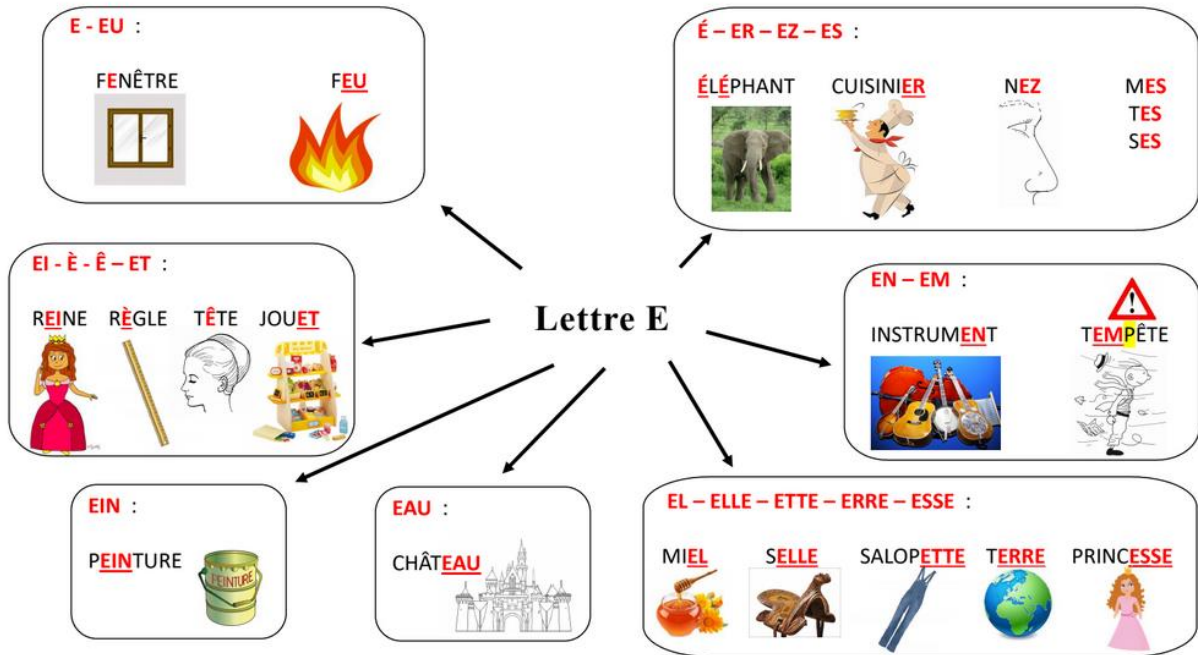 E - EU :
FENÊTRE
FEU
É – ER – EZ – ES :
ÉLÉPHANT
CUISINIER
NEZ
MES
TES
SES
EI - È - Ê – ET :
REINE
RÈGLE
TÊTE
JOUET
Lettre E
EN – EM :
!
INSTRUMENT
TEMPÊTE
EIN :
PEINTURE
PEINTURE
EAU :
CHÂTEAU
EL – ELLE – ETTE – ERRE – ESSE :
MIEL
SELLE
SALOPETTE
TERRE
PRINCESSE